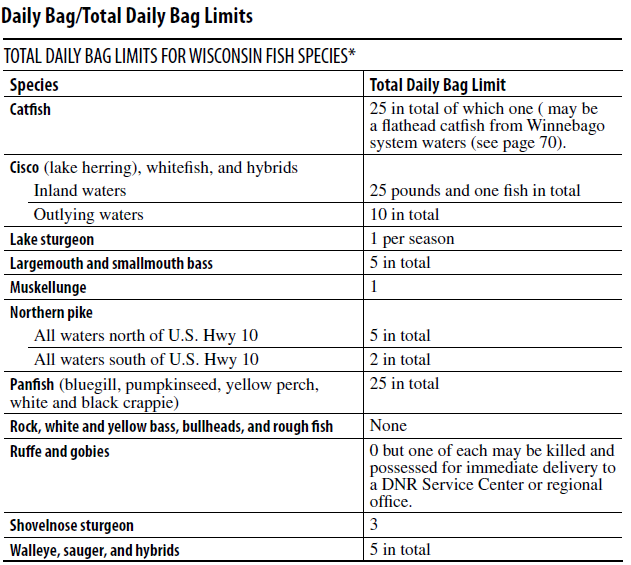 Daily Bag/Total Daily Bag Limits
TOTAL DAILY BAG LIMITS FOR WISCONSIN FISH SPECIES*
Species Total Daily Bag Limit
Catfish 25 in total of which one ( may be
a flathead catfish from Winnebago
system waters (see page 70).
Cisco (lake herring), whitefish, and hybrids
Inland waters 25 pounds and one fish in total
Outlying waters 10 in total
Lake sturgeon 1 per season
Largemouth and smallmouth bass 5 in total
Muskellunge 1
Northern pike
All waters north of U.S. Hwy 10 5 in total
All waters south of U.S. Hwy 10 2 in total
Panfish (bluegill, pumpkinseed, yellow perch, 25 in total
white and black crappie)
Rock, white and yellow bass, bullheads, and rough fish None
Ruffe and gobies 0 but one of each may be killed and
possessed for immediate delivery to
a DNR Service Center or regional
office.
Shovelnose sturgeon 3
Walleye, sauger, and hybrids 5 in total